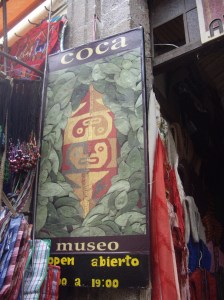 coca
museo
open abierto
a 19:00